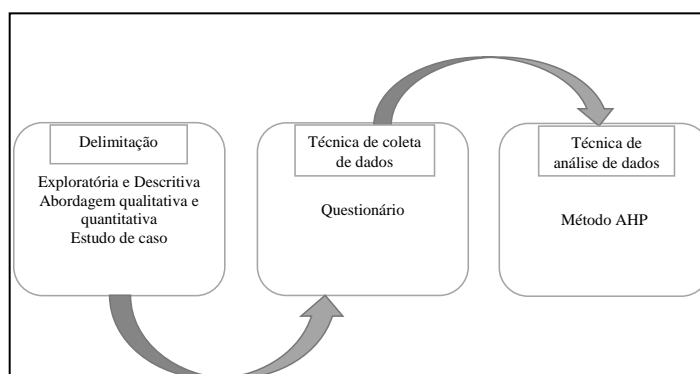 Delimitação
Exploratória e Descritiva
Abordagem qualitativa e
quantitativa
Estudo de caso
Técnica de coleta
de dados
Questionário
Técnica de
análise de dados
Método AHP